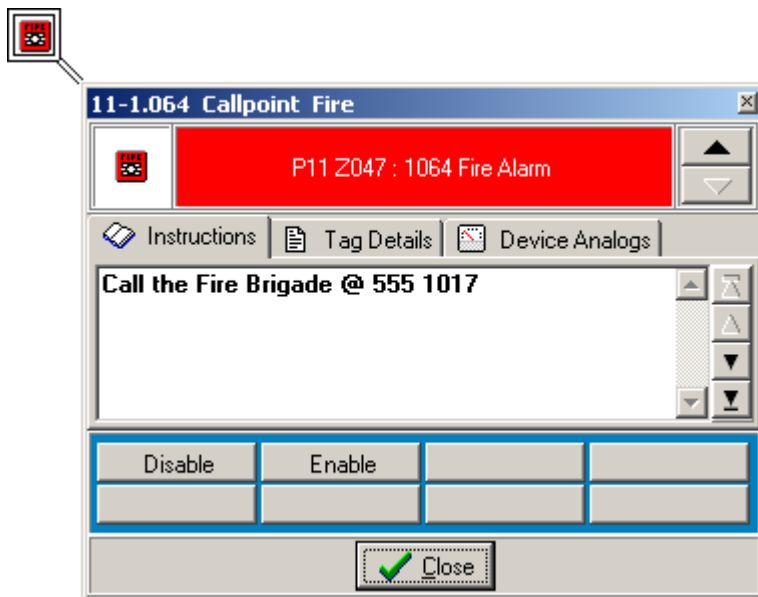 FIRE
11-1.064 Callpoint Fire
FIRE
P11 Z047 : 1064 Fire Alarm
Instructions
Tag Details
Device Analogs
Call the Fire Brigade @ 555 1017
Disable
Enable
Close